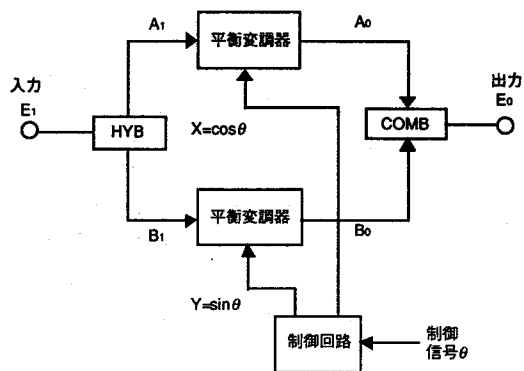 A1
平衡変調器
A0
入力
E1
HYB
X=cosθ
COMB
出力
E0
B1
平衡変調器
B0
Y=sinθ
制御回路
制御
信号θ